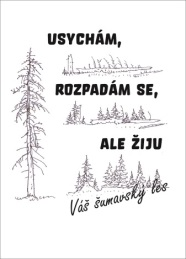 USYCHÁM,
ROZPADÁM SE,
ALE ŽIJU
Váš šumavský les